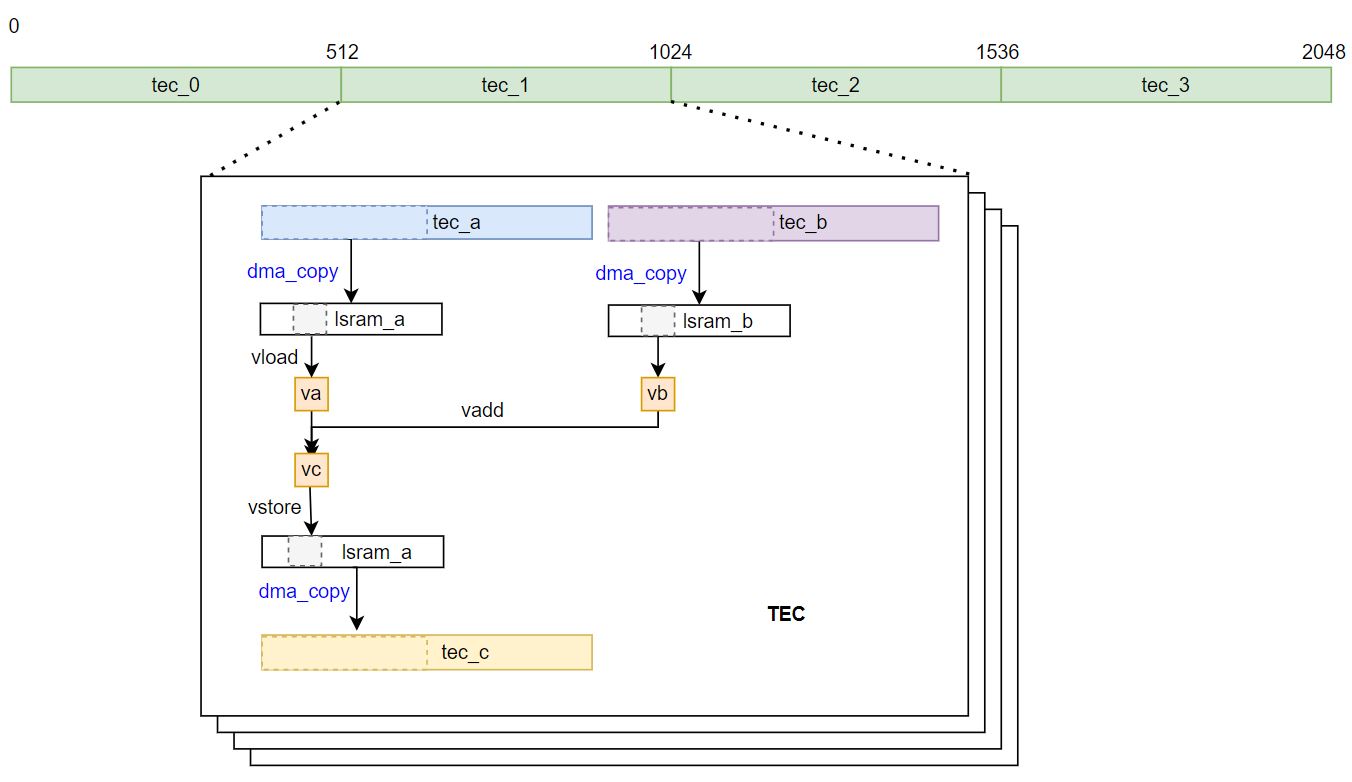 0
512
1024
1536
2048
tec_0
tec_1
tec_2
tec_3
tec_a
tec_b
dma_copy
dma_copy
lsram_a
lsram_b
vload
va
vb
vadd
vc
vstore
lsram_a
dma_copy
TEC
tec_c